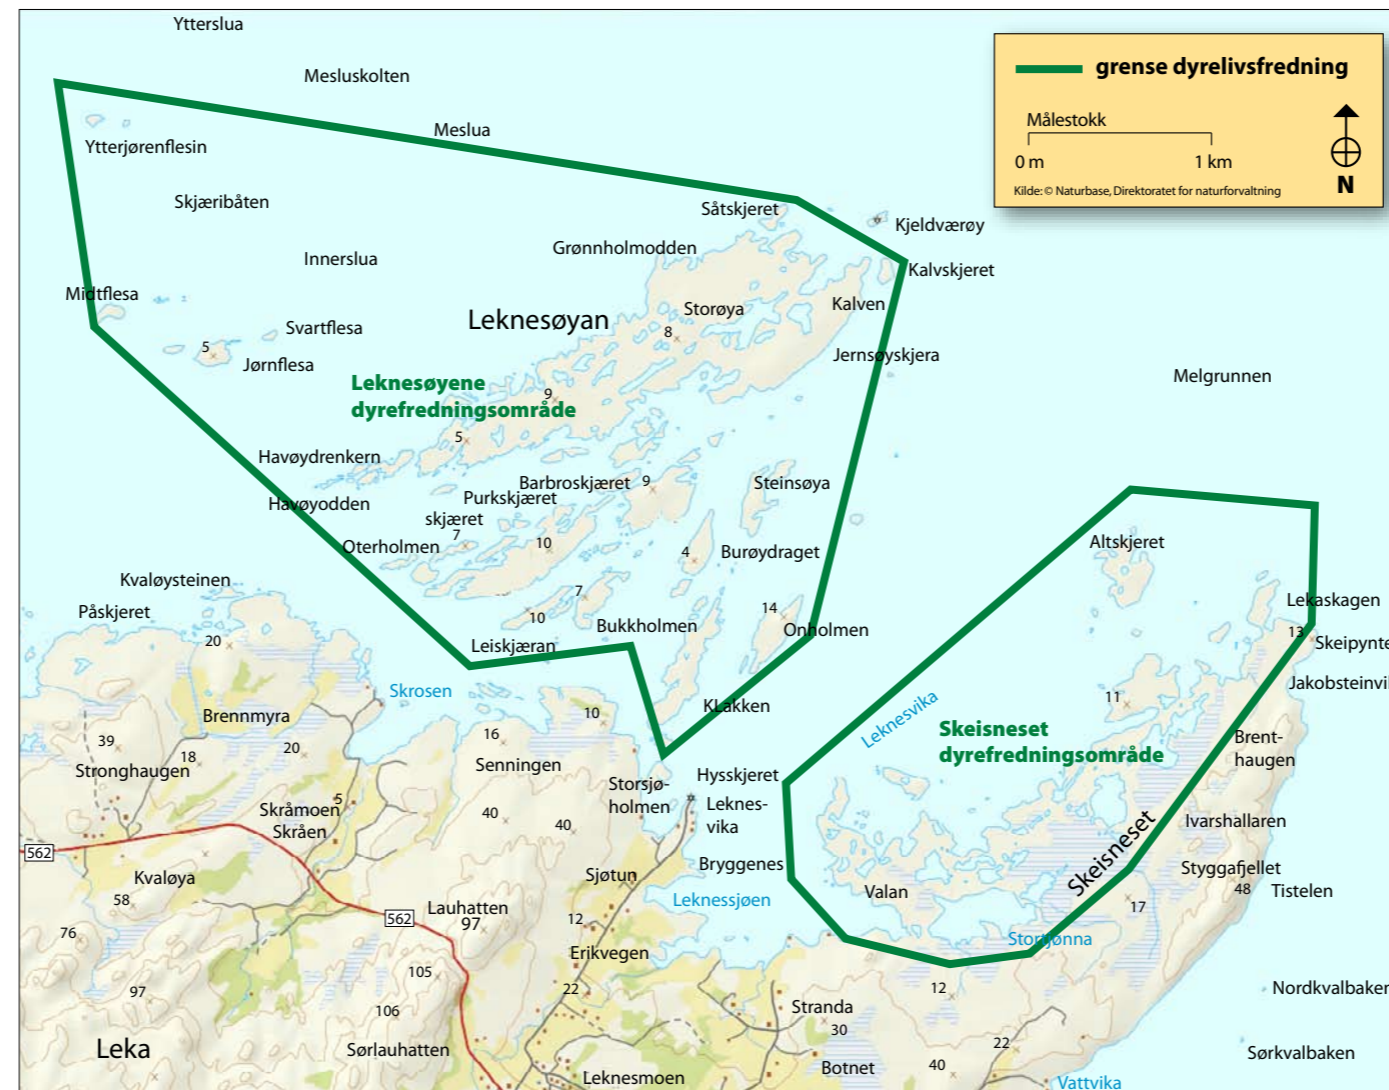 Ytterslua
Mesluskolten
Meslua
grense dyrelivsfredning
Målestokk
0 m
1 km
Kilde: © Naturbase, Direktoratet for naturforvaltning
N
Ytterjørenflesin
Skjæribåten
Såtskjeret
Kjeldværøy
Grønnholmodden
Innerslua
Kalvskjeret
Midtflesa
Storøya
Kalven
Leknesøyan
Svartflesa
8
5
Jørnflesa
Jernsøyskjera
Melgrunnen
Leknesøyene
dyrefredningsområde
9
5
Havøydrenkern
Barbroskjæret
9
Steinsøya
Purkskjæret
Havøyodden
skjæret
7
Oterholmen
10
4
Burøydraget
Altskjeret
Kvaløysteinen
7
Påskjeret
10
14
Lekaskagen
Bukkholmen
Onholmen
20
Leiskjæran
13
Skeipynte
Jakobsteinvi
Skrosen
KLakken
11
Leknesvika
Brennmyra
10
Skeisneset
dyrefredningsområde
Brent-
haugen
39
18
20
16
Stronghaugen
Senningen
Storsjø-
holmen
Hysskjeret
Leknes-
vika
5
Skråmoen
Skråen
40
40
Ivarshallaren
562
Skeisneset
Bryggenes
Styggafjellet
48
Tistelen
Kvaløya
Sjøtun
58
Valan
Leknessjøen
17
Lauhatten
97
562
12
76
Erikvegen
Stortjønna
105
97
22
12
Nordkvalbaken
106
Stranda
30
Leka
Sørlauhatten
22
Sørkvalbaken
Botnet
40
Leknesmoen
Vattvika